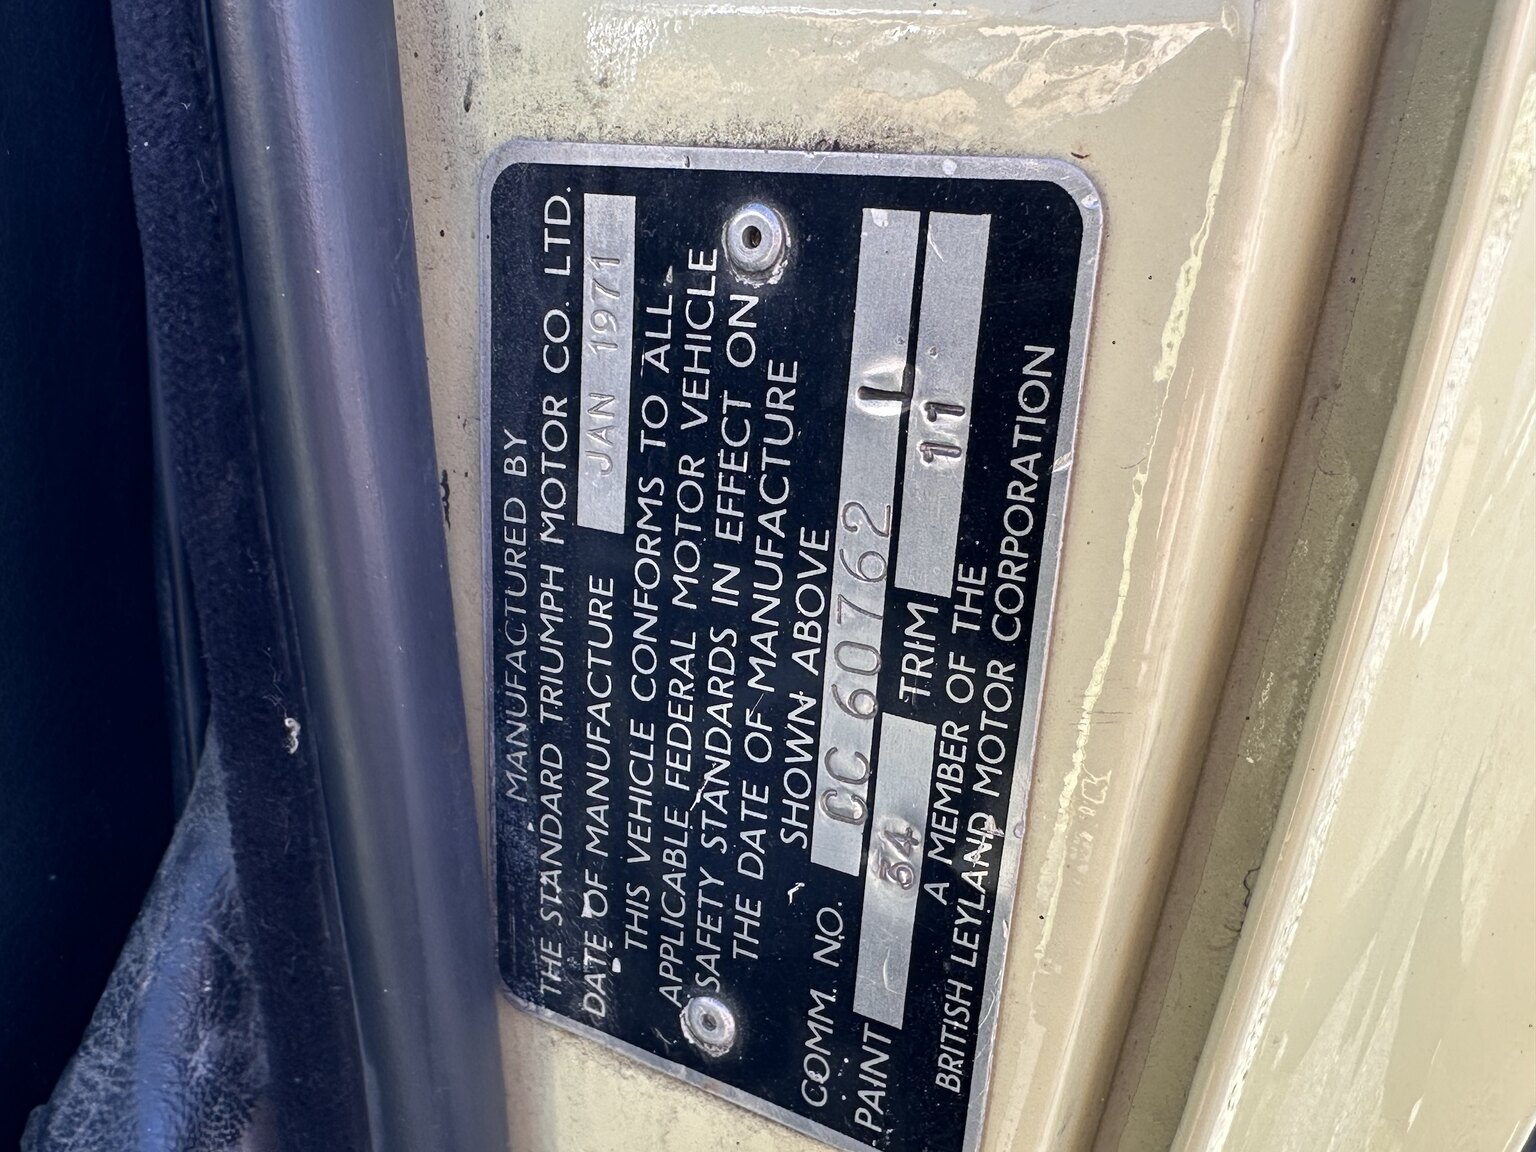 MANUFACTURED BY
THE STANDARD TRIUMPH MOTOR CO. LTD.
DATE OF MANUFACTURE JAN 1971
THIS VEHICLE CONFORMS TO ALL
APPLICABLE FEDERAL MOTOR VEHICLE
SAFETY STANDARDS IN EFFECT ON
THE DATE OF MANUFACTURE
SHOWN ABOVE
COMM. NO. CC 60762 L
PAINT 34 TRIM 11
A MEMBER OF THE
BRITISH LEYLAND MOTOR CORPORATION